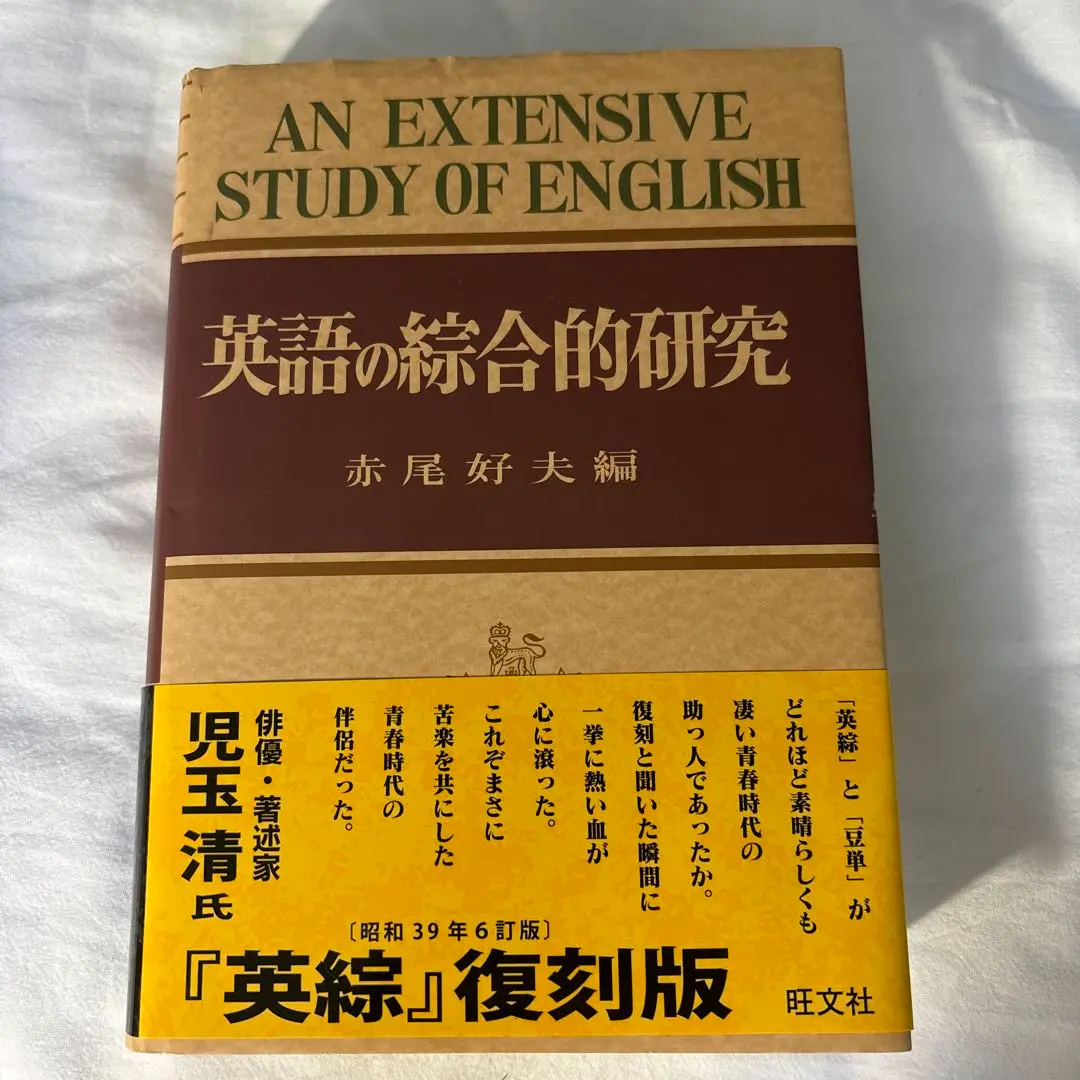 AN EXTENSIVE
STUDY OF ENGLISH
英語の綜合的研究
赤尾好夫編
「英綜」と「豆単」が
どれほど素晴らしくも
凄い青春時代の
助っ人であったか。
復刻と聞いた瞬間に
一挙に熱い血が
心に滾った。
これぞまさに
苦楽を共にした
青春時代の
伴侶だった。
俳優・著述家
児玉 清氏
〔昭和39年6訂版〕
『英綜』復刻版
旺文社